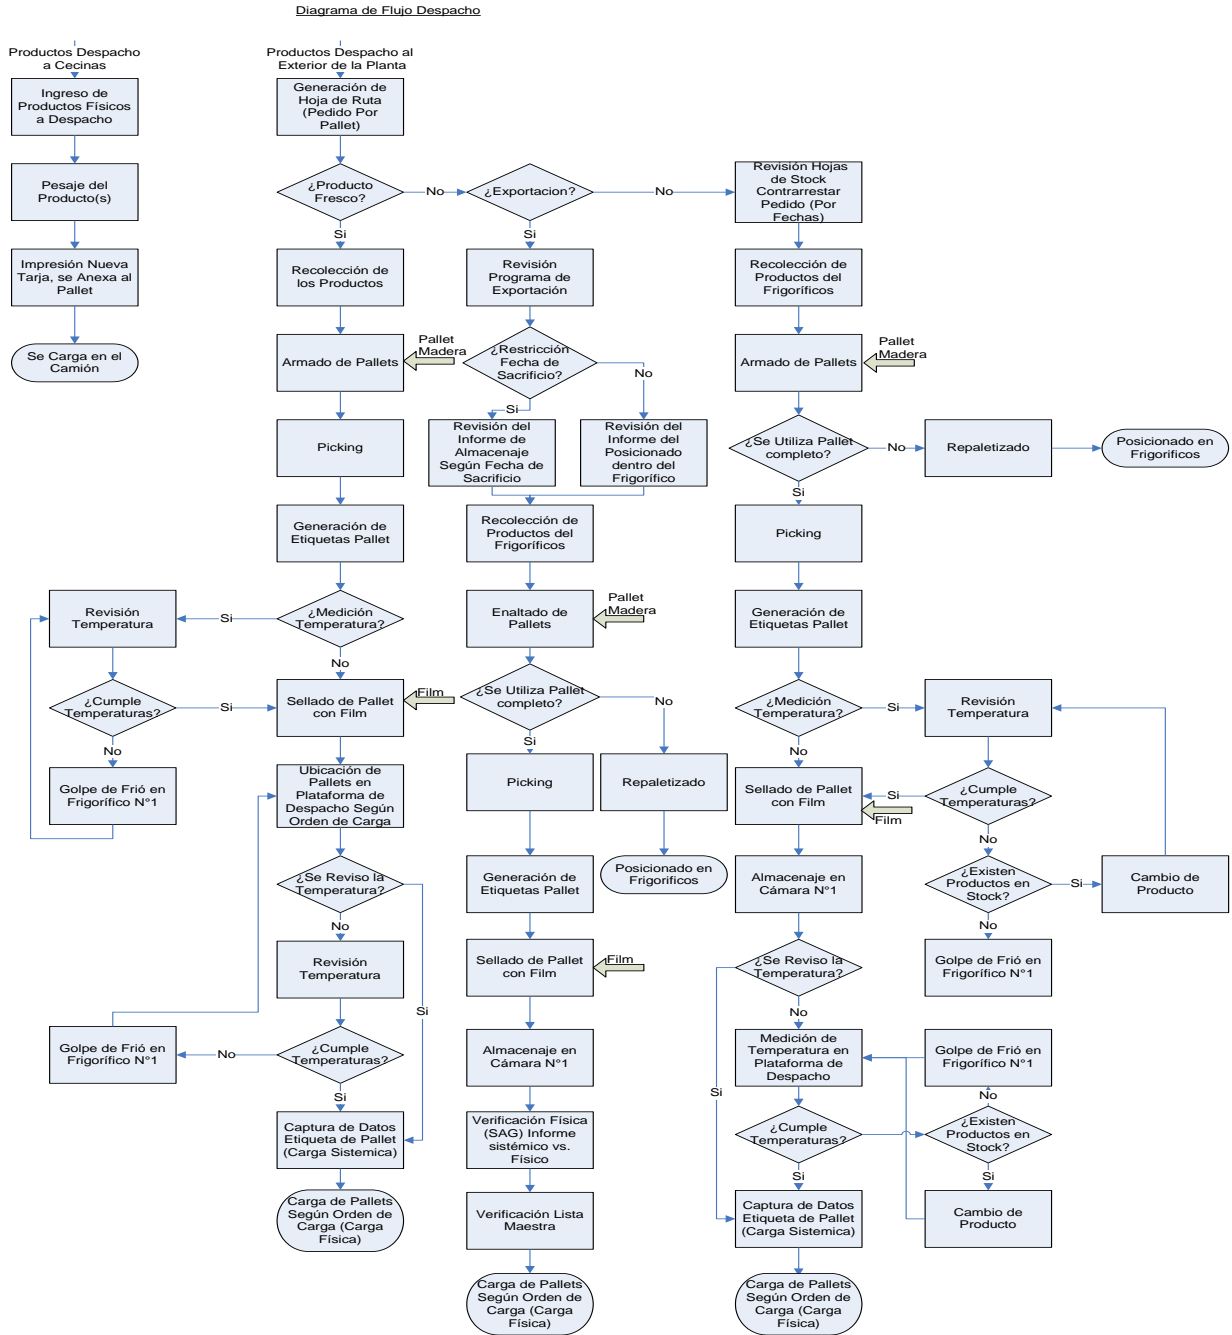 Diagrama de Flujo Despacho
Productos Despacho
a Cecinas
Ingreso de
Productos Físicos
a Despacho
Pesaje del
Producto(s)
Impresión Nueva
Tarja, se Anexa al
Pallet
Se Carga en el
Camión
Productos Despacho al
Exterior de la Planta
Generación de
Hoja de Ruta
(Pedido Por
Pallet)
¿Producto
Fresco?
No
Si
Recolección de
los Productos
Armado de Pallets
Pallet
Madera
Picking
Generación de
Etiquetas Pallet
¿Medición
Temperatura?
Si
No
Revisión
Temperatura
¿Cumple
Temperaturas?
Si
No
Golpe de Frió en
Frigorífico N°1
Sellado de Pallet
con Film
Film
Ubicación de
Pallets en
Plataforma de
Despacho Según
Orden de Carga
¿Se Reviso la
Temperatura?
No
Si
Revisión
Temperatura
¿Cumple
Temperaturas?
No
Si
Golpe de Frió en
Frigorífico N°1
Captura de Datos
Etiqueta de Pallet
(Carga Sistemica)
Carga de Pallets
Según Orden de
Carga (Carga
Física)
¿Exportacion?
No
Si
Revisión
Programa de
Exportación
¿Restricción
Fecha de
Sacrificio?
Si
No
Revisión del
Informe de
Almacenaje
Según Fecha de
Sacrificio
Revisión del
Informe del
Posicionado
dentro del
Frigorífico
Recolección de
Productos del
Frigoríficos
Enaltado de
Pallets
Pallet
Madera
¿Se Utiliza Pallet
completo?
No
Si
Picking
Repaletizado
Posicionado en
Frigorificos
Generación de
Etiquetas Pallet
Sellado de Pallet
con Film
Film
Almacenaje en
Cámara N°1
Verificación Física
(SAG) Informe
sistémico vs.
Físico
Verificación Lista
Maestra
Carga de Pallets
Según Orden de
Carga (Carga
Física)
Revisión Hojas
de Stock
Contrarrestar
Pedido (Por
Fechas)
Recolección de
Productos del
Frigoríficos
Armado de Pallets
Pallet
Madera
¿Se Utiliza Pallet
completo?
No
Si
Repaletizado
Posicionado en
Frigorificos
Picking
Generación de
Etiquetas Pallet
¿Medición
Temperatura?
Si
No
Revisión
Temperatura
¿Cumple
Temperaturas?
Si
No
Sellado de Pallet
con Film
Film
¿Existen
Productos en
Stock?
Si
No
Cambio de
Producto
Golpe de Frió en
Frigorífico N°1
Almacenaje en
Cámara N°1
¿Se Reviso la
Temperatura?
No
Si
Medición de
Temperatura en
Plataforma de
Despacho
Golpe de Frió en
Frigorífico N°1
No
¿Cumple
Temperaturas?
Si
¿Existen
Productos en
Stock?
Si
Cambio de
Producto
Captura de Datos
Etiqueta de Pallet
(Carga Sistemica)
Carga de Pallets
Según Orden de
Carga (Carga
Física)